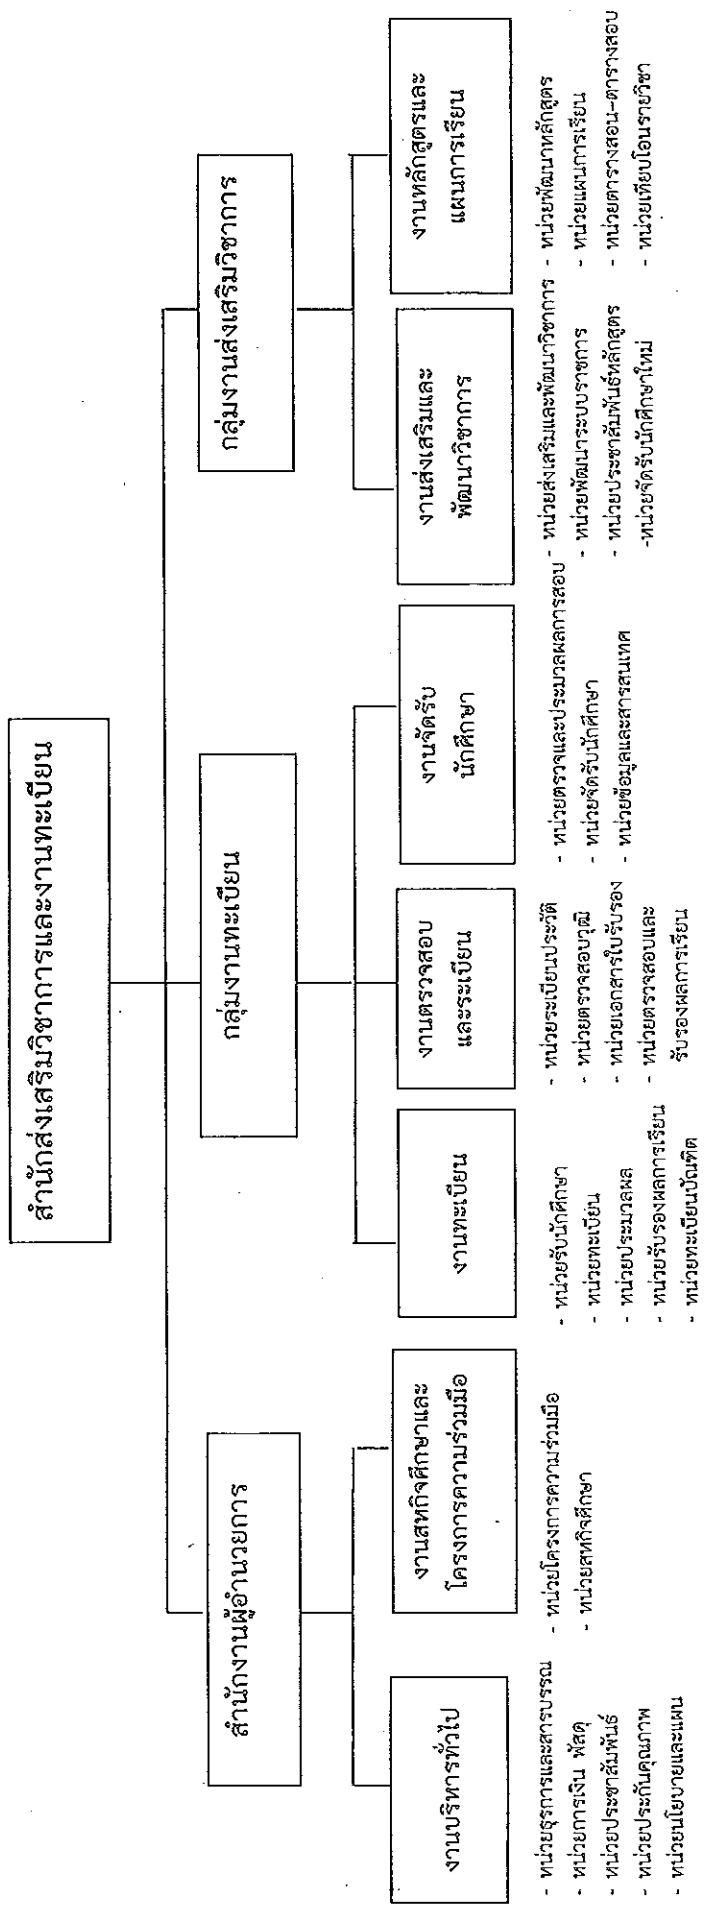 สำนักส่งเสริมวิชาการและงานทะเบียน
สำนักงานผู้อำนวยการ
กลุ่มงานทะเบียน
กลุ่มงานส่งเสริมวิชาการ
งานบริหารทั่วไป
- หน่วยธุรการและสารบรรณ
- หน่วยการเงิน พัสดุ
- หน่วยประชาสัมพันธ์
- หน่วยประกันคุณภาพ
- หน่วยนโยบายและแผน
งานสหกิจศึกษาและ
โครงการความร่วมมือ
- หน่วยโครงการความร่วมมือ
- หน่วยสหกิจศึกษา
งานทะเบียน
- หน่วยรับนักศึกษา
- หน่วยทะเบียน
- หน่วยประมวลผล
- หน่วยรับรองผลการเรียน
- หน่วยทะเบียนบัณฑิต
งานตรวจสอบ
และระเบียน
- หน่วยระเบียนประวัติ
- หน่วยตรวจสอบวุฒิ
- หน่วยเอกสารใบรับรอง
- หน่วยตรวจสอบและ
รับรองผลการเรียน
งานจัดรับ
นักศึกษา
- หน่วยตรวจและประมวลผลการสอบ
- หน่วยจัดรับนักศึกษา
- หน่วยข้อมูลและสารสนเทศ
งานส่งเสริมและ
พัฒนาวิชาการ
- หน่วยส่งเสริมและพัฒนาวิชาการ
- หน่วยพัฒนาระบบราชการ
- หน่วยประชาสัมพันธ์หลักสูตร
-หน่วยจัดรับนักศึกษาใหม่
งานหลักสูตรและ
แผนการเรียน
- หน่วยพัฒนาหลักสูตร
- หน่วยแผนการเรียน
- หน่วยตารางสอน-ตารางสอบ
- หน่วยเทียบโอนรายวิชา